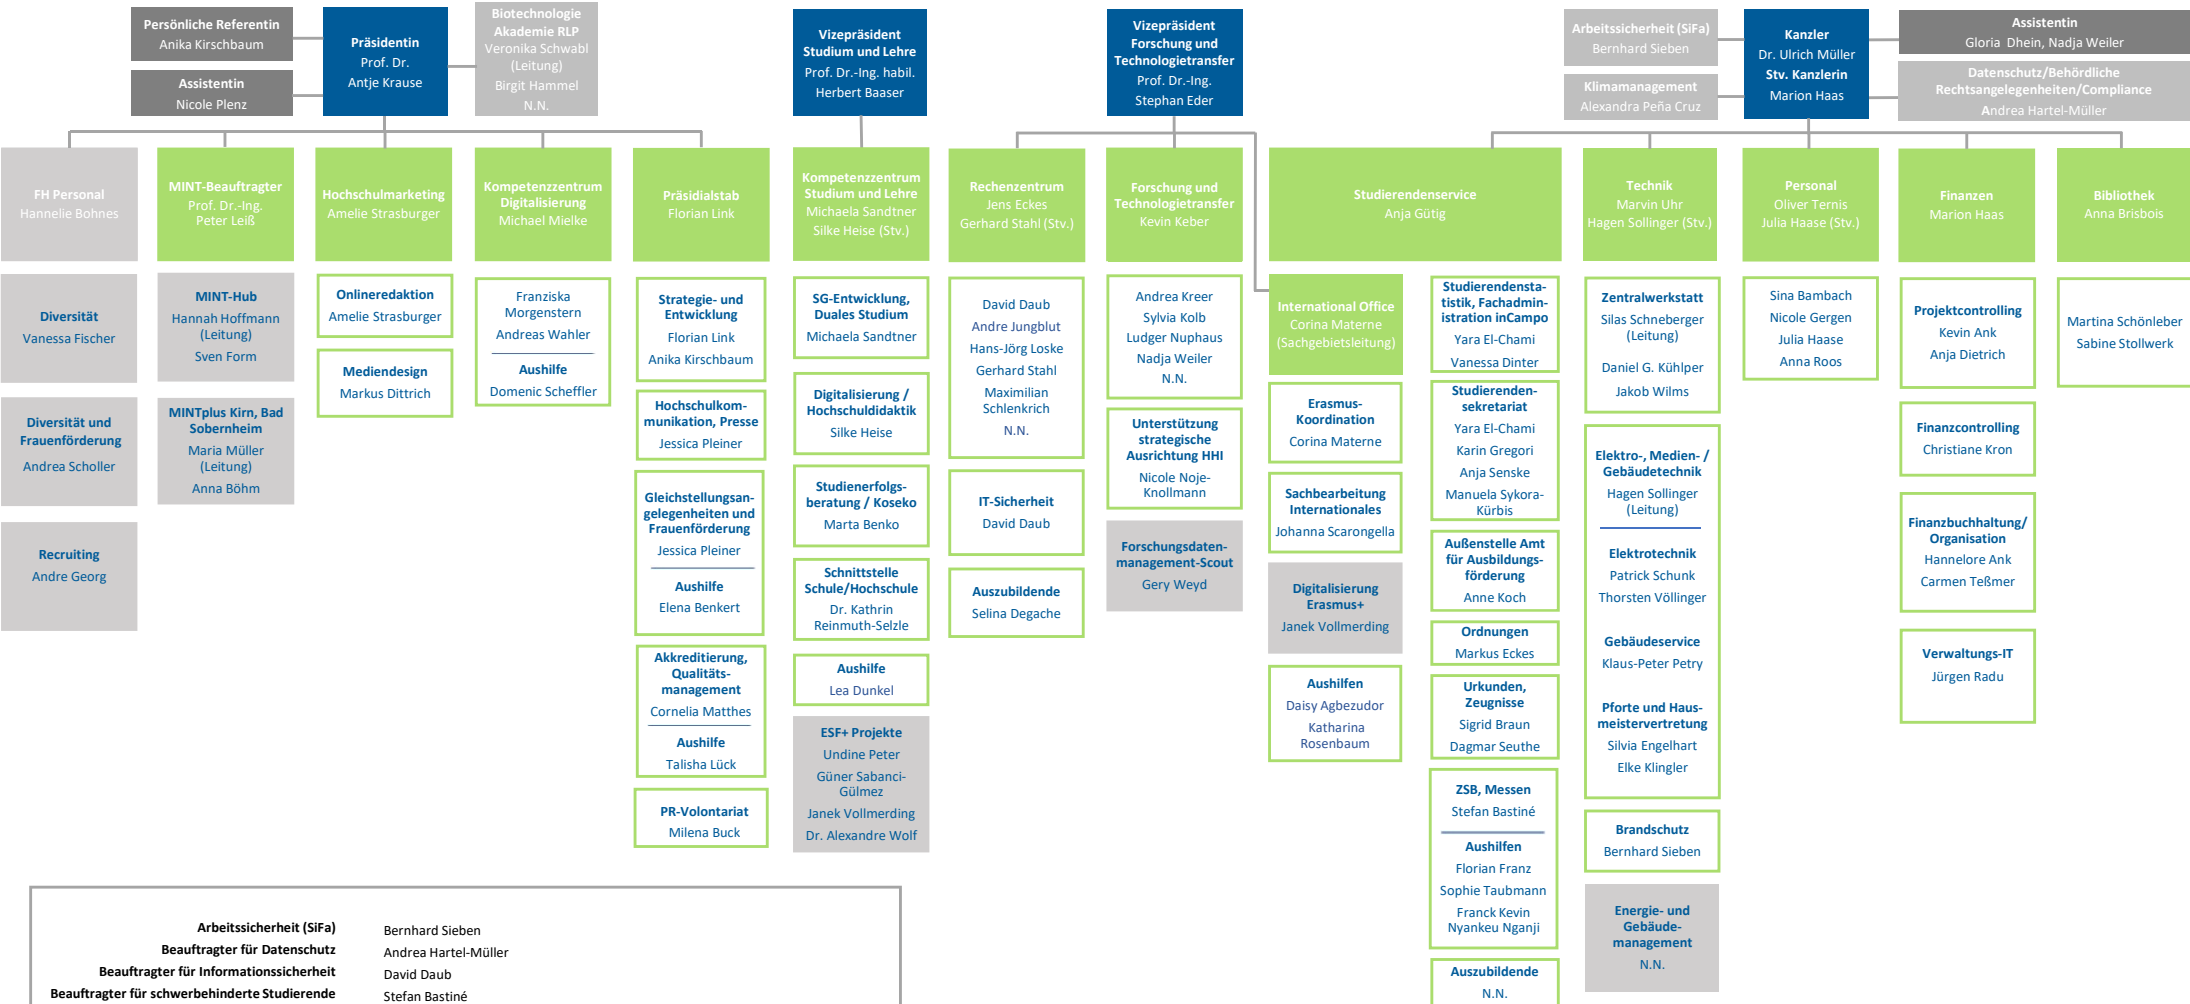 Persönliche Referentin
Anika Kirschbaum
Assistentin
Nicole Plenz
Präsidentin
Prof. Dr.
Antje Krause
Biotechnologie
Akademie RLP
Veronika Schwabl
(Leitung)
Birgit Hammel
N.N.
Vizepräsident
Studium und Lehre
Prof. Dr.-Ing. habil.
Herbert Baaser
Vizepräsident
Forschung und
Technologietransfer
Prof. Dr.-Ing.
Stephan Eder
Arbeitssicherheit (SiFa)
Bernhard Sieben
Klimamanagement
Alexandra Peña Cruz
Kanzler
Dr. Ulrich Müller
Stv. Kanzlerin
Marion Haas
Assistentin
Gloria Dhein, Nadja Weiler
Datenschutz/Behördliche
Rechtsangelegenheiten/Compliance
Andrea Hartel-Müller
FH Personal
Hannelie Bohnes
Diversität
Vanessa Fischer
Diversität und
Frauenförderung
Andrea Scholler
Recruiting
Andre Georg
MINT-Beauftragter
Prof. Dr.-Ing.
Peter Leiß
MINT-Hub
Hannah Hoffmann
(Leitung)
Sven Form
MINTplus Kirn, Bad
Sobernheim
Maria Müller
(Leitung)
Anna Böhm
Hochschulmarketing
Amelie Strasburger
Onlineredaktion
Amelie Strasburger
Mediendesign
Markus Dittrich
Kompetenzzentrum
Digitalisierung
Michael Mielke
Franziska
Morgenstern
Andreas Wahler
Aushilfe
Domenic Scheffler
Präsidialstab
Florian Link
Strategie- und
Entwicklung
Florian Link
Anika Kirschbaum
Hochschulkom-
munikation, Presse
Jessica Pleiner
Gleichstellungsan-
gelegenheiten und
Frauenförderung
Jessica Pleiner
Aushilfe
Elena Benkert
Akkreditierung,
Qualitäts-
management
Cornelia Matthes
Aushilfe
Talisha Lück
PR-Volontariat
Milena Buck
Kompetenzzentrum
Studium und Lehre
Michaela Sandtner
Silke Heise (Stv.)
SG-Entwicklung,
Duales Studium
Michaela Sandtner
Digitalisierung /
Hochschuldidaktik
Silke Heise
Studienerfolgs-
beratung / Koseko
Marta Benko
Schnittstelle
Schule/Hochschule
Dr. Kathrin
Reinmuth-Selzle
Aushilfe
Lea Dunkel
ESF+ Projekte
Undine Peter
Güner Sabanci-
Gülmez
Janek Vollmerding
Dr. Alexandre Wolf
Rechenzentrum
Jens Eckes
Gerhard Stahl (Stv.)
David Daub
Andre Jungblut
Hans-Jörg Loske
Gerhard Stahl
Maximilian
Schlenkrich
N.N.
IT-Sicherheit
David Daub
Auszubildende
Selina Degache
Forschung und
Technologietransfer
Kevin Keber
Andrea Kreer
Sylvia Kolb
Ludger Nuphaus
Nadja Weiler
N.N.
Unterstützung
strategische
Ausrichtung HHI
Nicole Noje-
Knollmann
Forschungsdaten-
management-Scout
Gery Weyd
Studierendenservice
Anja Gütig
International Office
Corina Materne
(Sachgebietsleitung)
Erasmus-
Koordination
Corina Materne
Sachbearbeitung
Internationales
Johanna Scarongella
Digitalisierung
Erasmus+
Janek Vollmerding
Aushilfen
Daisy Agbezudor
Katharina
Rosenbaum
Studierendensta-
tistik, Fachadmin-
istration inCampo
Yara El-Chami
Vanessa Dinter
Studierenden-
sekretariat
Yara El-Chami
Karin Gregori
Anja Senske
Manuela Sykora-
Kürbis
Außenstelle Amt
für Ausbildungs-
förderung
Anne Koch
Ordnungen
Markus Eckes
Urkunden,
Zeugnisse
Sigrid Braun
Dagmar Seuthe
ZSB, Messen
Stefan Bastiné
Aushilfen
Florian Franz
Sophie Taubmann
Franck Kevin
Nyankeu Nganji
Auszubildende
N.N.
Technik
Marvin Uhr
Hagen Sollinger (Stv.)
Zentralwerkstatt
Silas Schneberger
(Leitung)
Daniel G. Kühlper
Jakob Wilms
Elektro-, Medien- /
Gebäudetechnik
Hagen Sollinger
(Leitung)
Elektrotechnik
Patrick Schunk
Thorsten Völlinger
Gebäudeservice
Klaus-Peter Petry
Pforte und Haus-
meistervertretung
Silvia Engelhart
Elke Klingler
Brandschutz
Bernhard Sieben
Energie- und
Gebäude-
management
N.N.
Personal
Oliver Ternis
Julia Haase (Stv.)
Sina Bambach
Nicole Gergen
Julia Haase
Anna Roos
Finanzen
Marion Haas
Projektcontrolling
Kevin Ank
Anja Dietrich
Finanzcontrolling
Christiane Kron
Finanzbuchhaltung/
Organisation
Hannelore Ank
Carmen Teßmer
Verwaltungs-IT
Jürgen Radu
Bibliothek
Anna Brisbois
Martina Schönleber
Sabine Stollwerk
Arbeitssicherheit (SiFa) Bernhard Sieben
Beauftragter für Datenschutz Andrea Hartel-Müller
Beauftragter für Informationssicherheit David Daub
Beauftragter für schwerbehinderte Studierende Stefan Bastiné